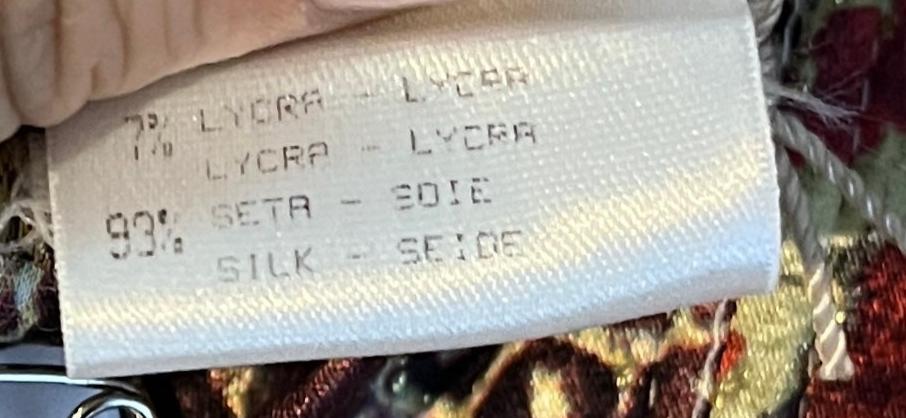 7% LYCRA - LYCRA
LYCRA - LYCRA
93% SETA - SOIE
SILK - SEIDE